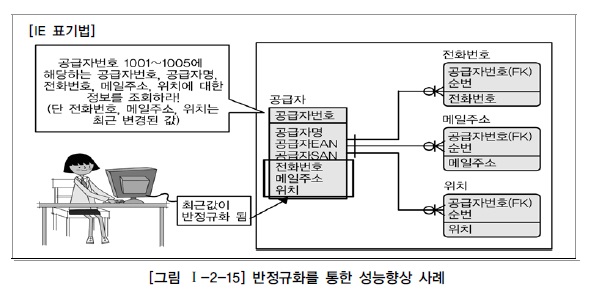 [IE 표기법]
공급자번호 1001~1005에
해당하는 공급자번호, 공급자명,
전화번호, 메일주소, 위치에 대한
정보를 조회하라!
(단 전화번호, 메일주소, 위치는
최근 변경된 값)
최근값이
반정규화 됨
공급자
공급자번호
공급자명
공급자EAN
공급자SAN
전화번호
메일주소
위치
전화번호
공급자번호(FK)
순번
전화번호
메일주소
공급자번호(FK)
순번
메일주소
위치
공급자번호(FK)
순번
위치
[그림 Ⅰ-2-15] 반정규화를 통한 성능향상 사례